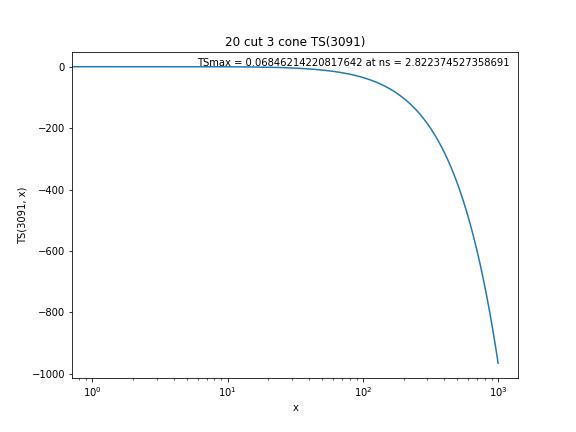 20 cut 3 cone TS(3091)
TSmax = 0.06846214220817642 at ns = 2.822374527358691
TS(3091, x)
0
−200
−400
−600
−800
−1000
10⁰
10¹
10²
10³
x